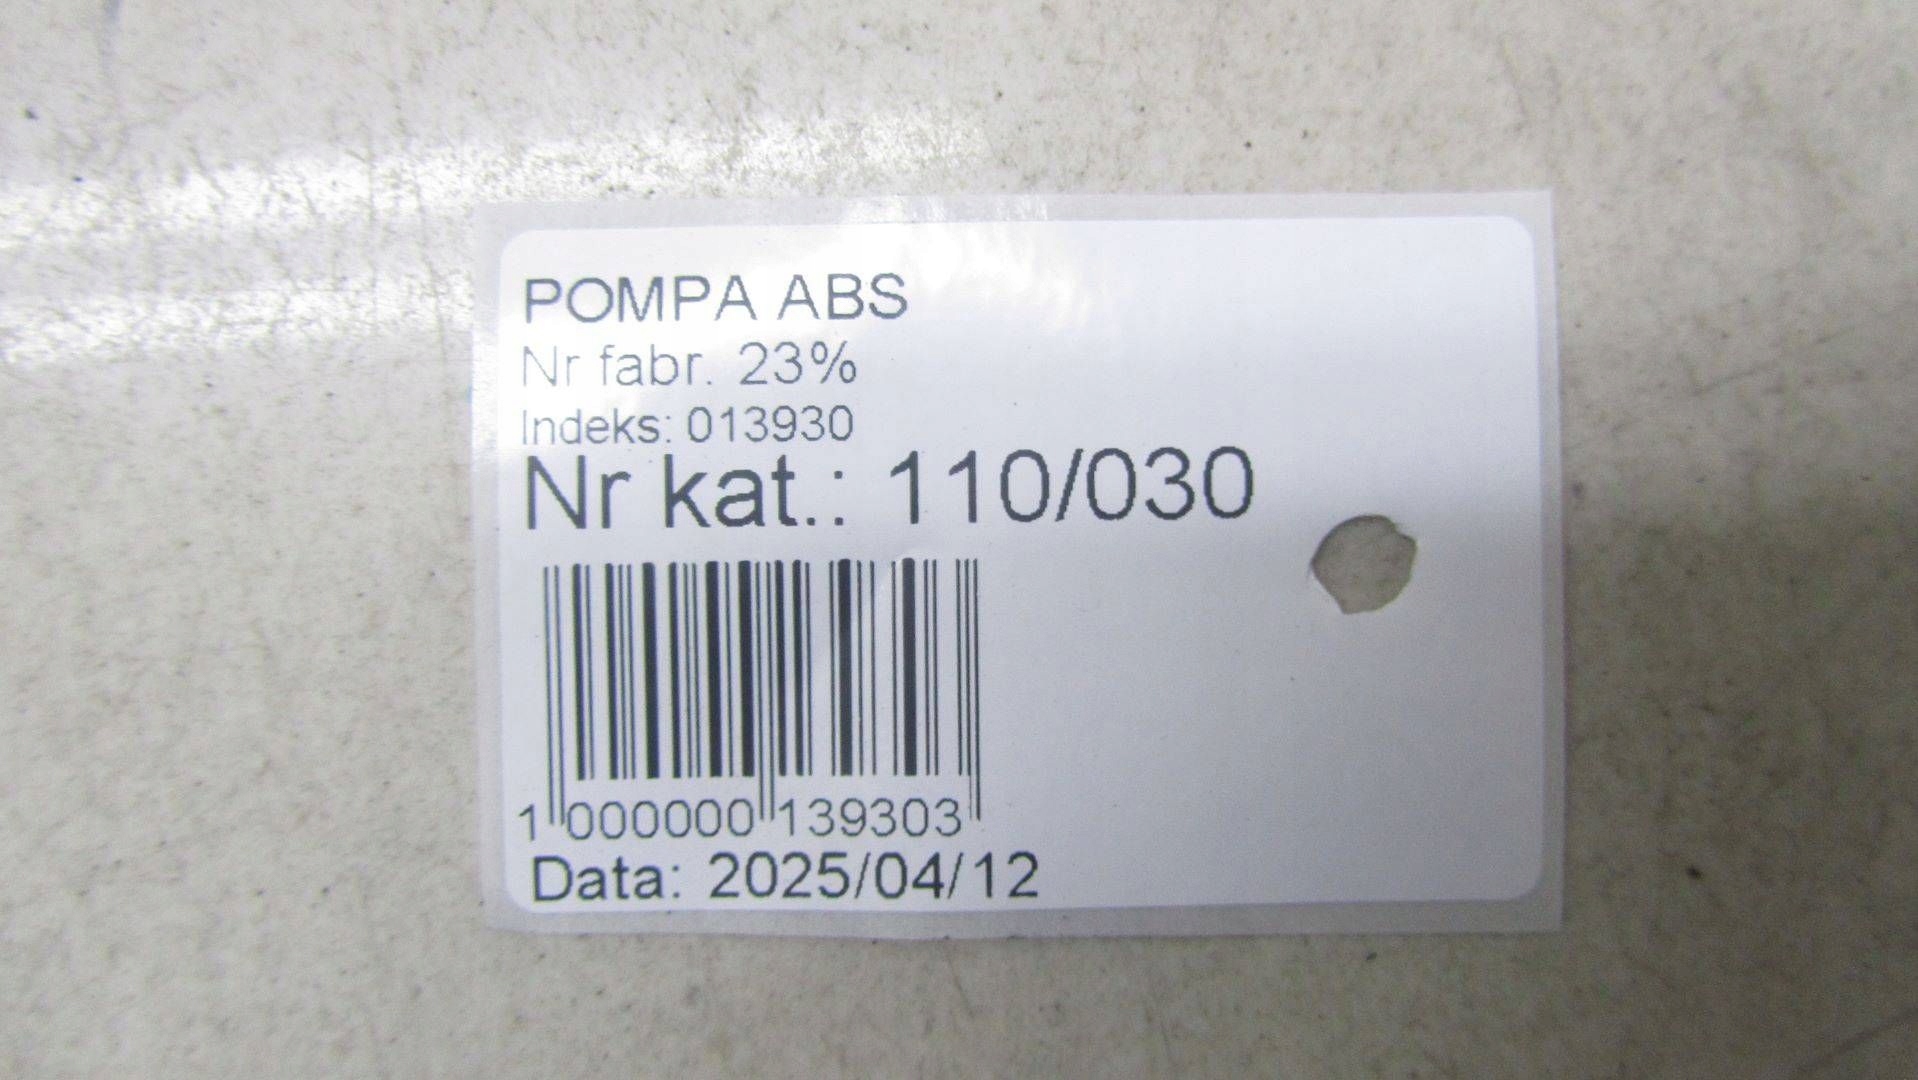 POMPA ABS
Nr fabr. 23%
Indeks: 013930
Nr kat.: 110/030
1 000000 139303
Data: 2025/04/12